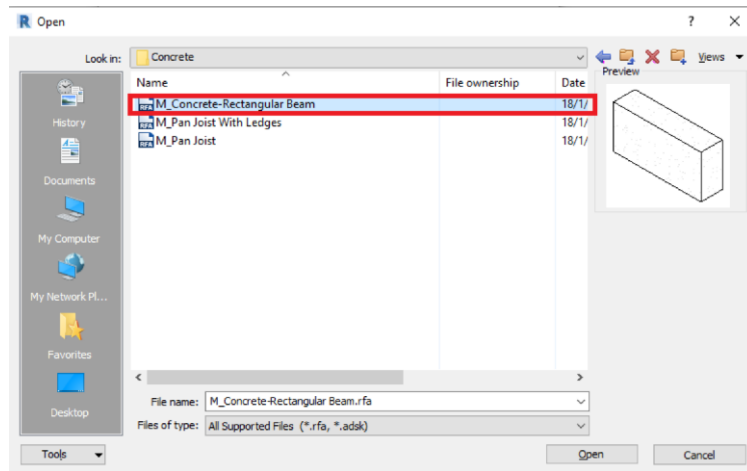 R Open
? ×
Look in: Concrete
Views
Preview
Name File ownership Date
M_Concrete-Rectangular Beam 18/1/
M_Pan Joist With Ledges 18/1/
M_Pan Joist 18/1/
History
Documents
My Computer
My Network Pl...
Favorites
Desktop
File name: M_Concrete-Rectangular Beam.rfa
Files of type: All Supported Files (*.rfa, *.adsk)
Tools
Open
Cancel